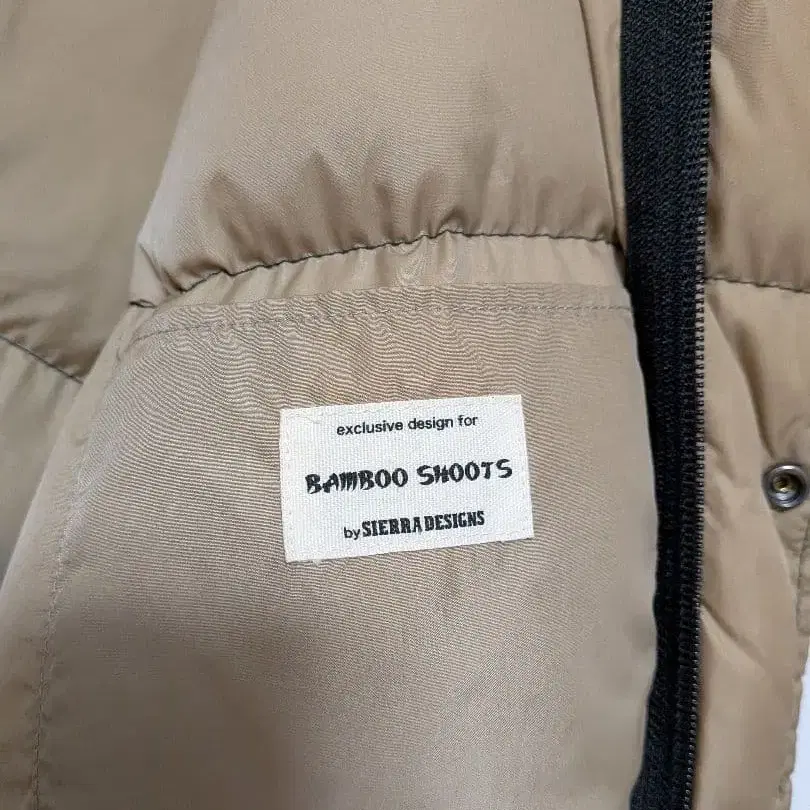 exclusive design for
BAMBOO SHOOTS
by SIERRA DESIGNS